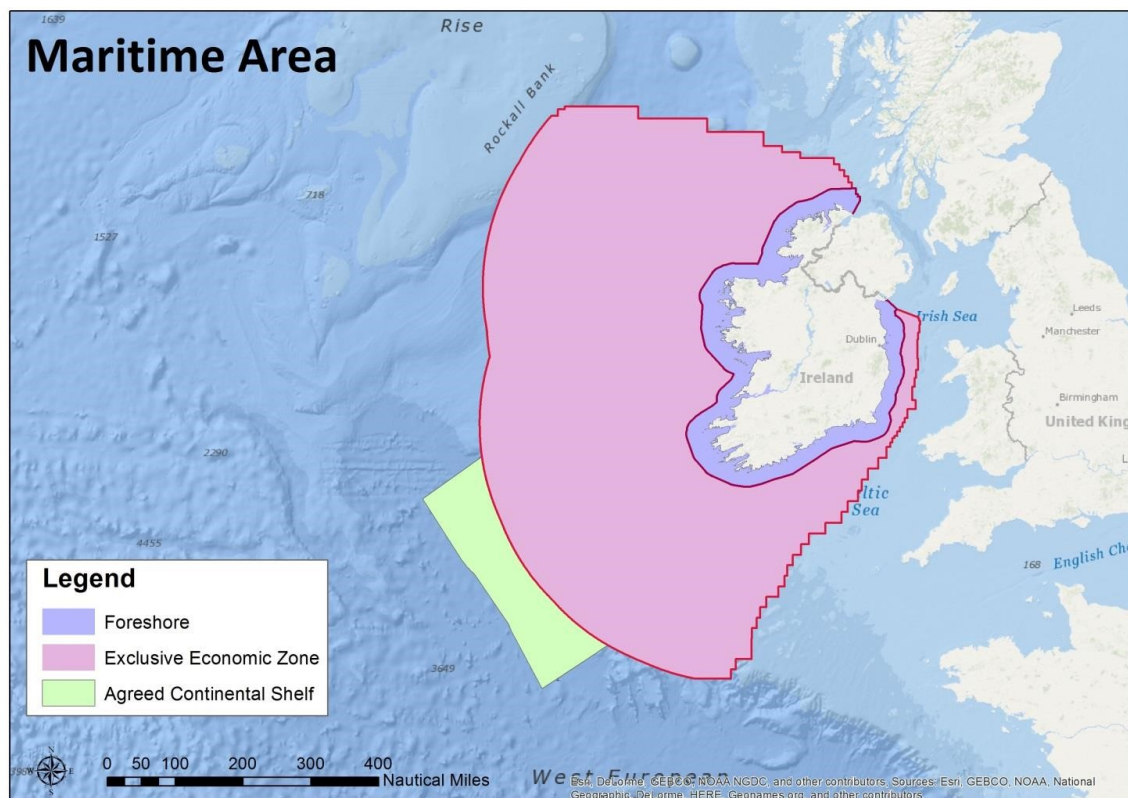 1639
Rise
Maritime Area
Rockall Bank
718
1527
Leeds
Irish Sea
Manchester
Dublin
Ireland
Birmingham
United King
2290
ltic
Sea
4455
English Cha
168
Legend
Foreshore
Exclusive Economic Zone
Agreed Continental Shelf
3649
N
W E
S
0 50 100 200 300 400
Nautical Miles
West European
Esri, DeLorme, GEBCO, NOAA NGDC, and other contributors, Sources: Esri, GEBCO, NOAA, National
Geographic, DeLorme, HERE, Geonames.org, and other contributors